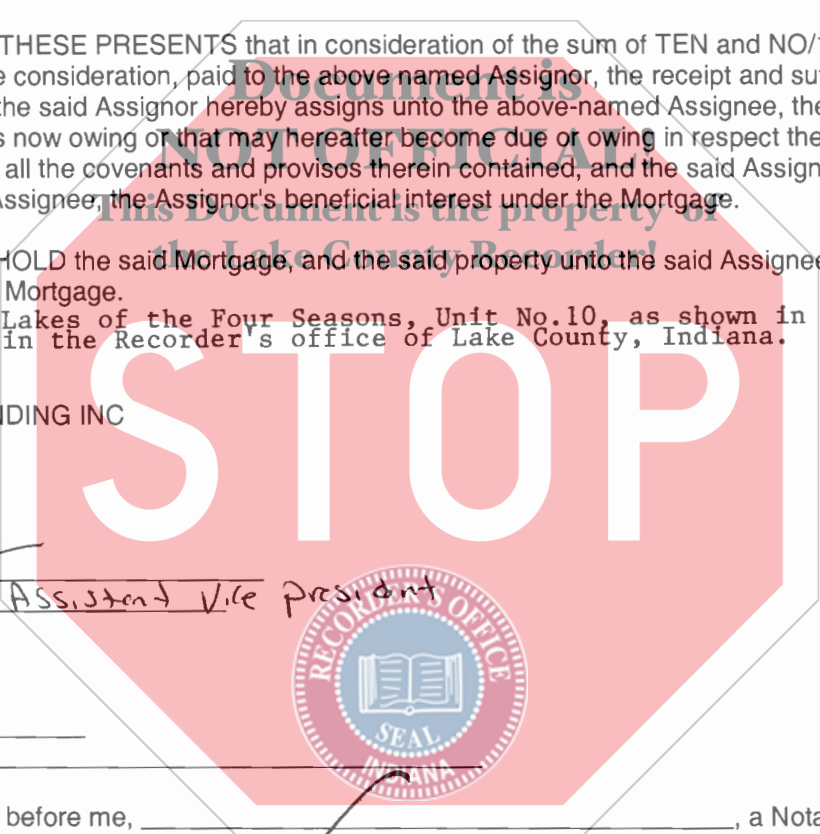 THESE PRESENTS that in consideration of the sum of TEN and NO/
consideration, paid to the above named Assignor, the receipt and su
the said Assignor hereby assigns unto the above-named Assignee, the
s now owing or that may hereafter become due or owing in respect the
all the covenants and provisos therein contained, and the said Assign
Assignee, the Assignor's beneficial interest under the Mortgage.
Document is
NOT OFFICIAL!
This Document is the property of
the Lake County Recorder!
HOLD the said Mortgage, and the said property unto the said Assignee
Mortgage.
Lakes of the Four Seasons, Unit No.10, as shown in
in the Recorder's office of Lake County, Indiana.
STOP
NDING INC
Assistant Vice president
RECORDER'S OFFICE
SEAL
INDIANA
before me, , a Nota